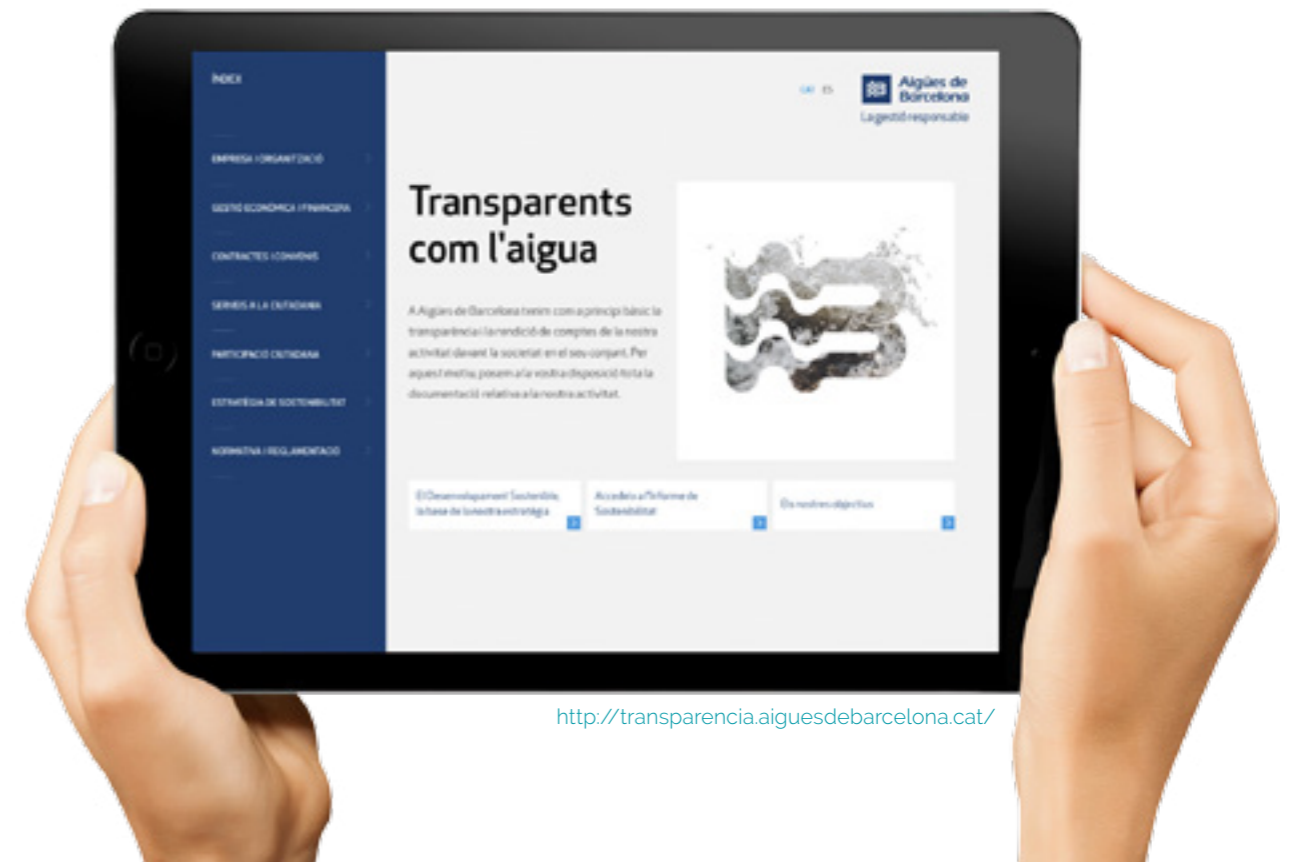 ÍNDEX
EMPRESA I ORGANITZACIÓ
GESTIÓ ECONÒMICA I FINANCERA
CONTRACTES I CONVENIS
SERVEIS A LA CIUTADANIA
PARTICIPACIÓ CIUTADANA
ESTRATÈGIA DE SOSTENIBILITAT
NORMATIVA I REGLAMENTACIÓ
CAT ES
Aigües de
Barcelona
La gestió responsable
Transparents
com l'aigua
A Aigües de Barcelona tenim com a principi bàsic la
transparència i la rendició de comptes de la nostra
activitat davant la societat en el seu conjunt. Per
aquest motiu, posem a la vostra disposició tota la
documentació relativa a la nostra activitat.
El Desenvolupament Sostenible,
la base de la nostra estratègia
Accedeix a l'Informe de
Sostenibilitat
Els nostres objectius
http://transparencia.aiguesdebarcelona.cat/